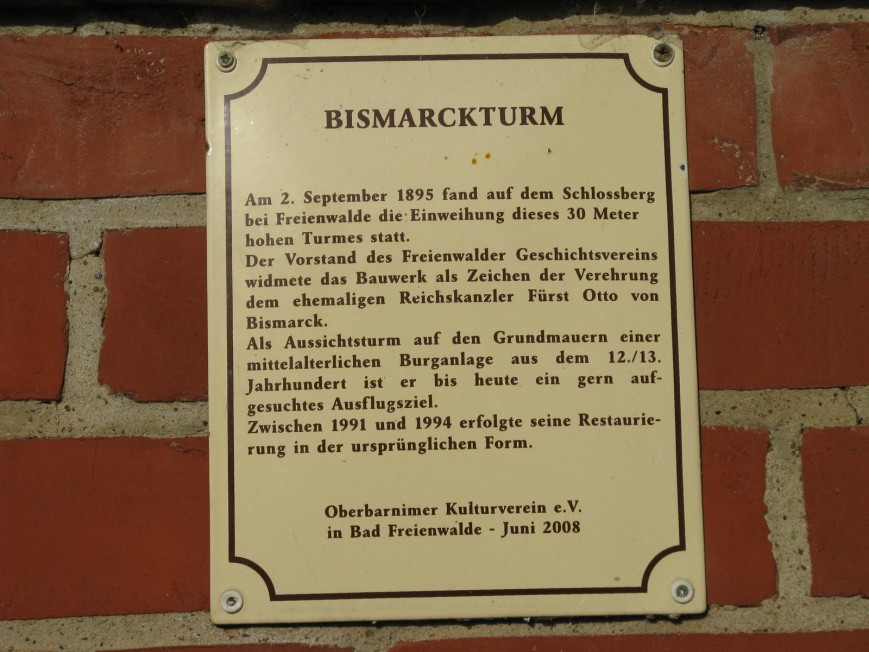 BISMARCKTURM
Am 2. September 1895 fand auf dem Schlossberg
bei Freienwalde die Einweihung dieses 30 Meter
hohen Turmes statt.
Der Vorstand des Freienwalder Geschichtsvereins
widmete das Bauwerk als Zeichen der Verehrung
dem ehemaligen Reichskanzler Fürst Otto von
Bismarck.
Als Aussichtsturm auf den Grundmauern einer
mittelalterlichen Burganlage aus dem 12./13.
Jahrhundert ist er bis heute ein gern auf-
gesuchtes Ausflugsziel.
Zwischen 1991 und 1994 erfolgte seine Restaurie-
rung in der ursprünglichen Form.
Oberbarnimer Kulturverein e.V.
in Bad Freienwalde - Juni 2008